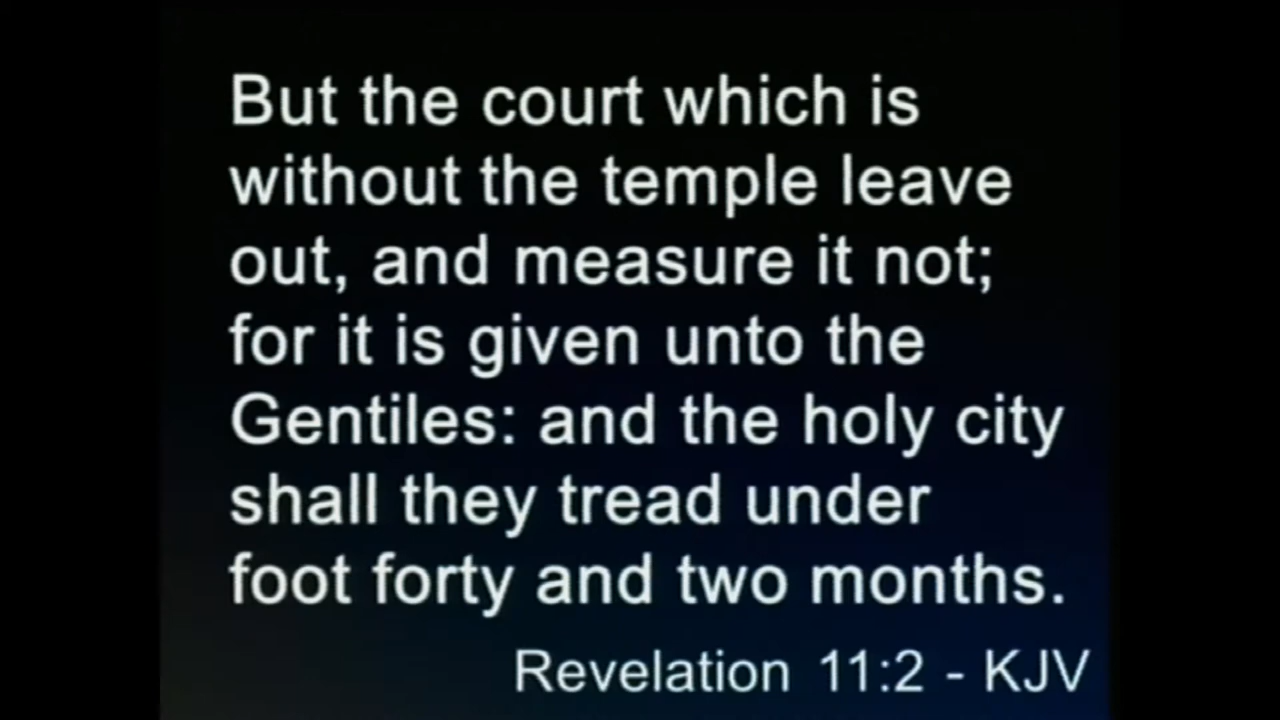 But the court which is
without the temple leave
out, and measure it not;
for it is given unto the
Gentiles: and the holy city
shall they tread under
foot forty and two months.
Revelation 11:2 - KJV